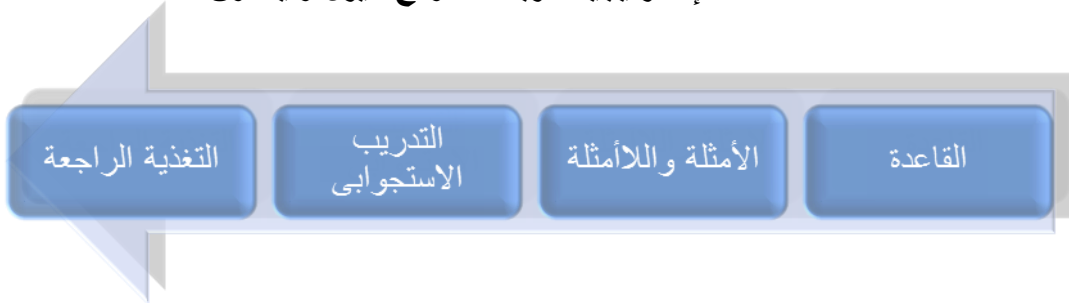 القاعدة
الأمثلة واللاأمثلة
التدريب
الاستجوابى
التغذية الراجعة